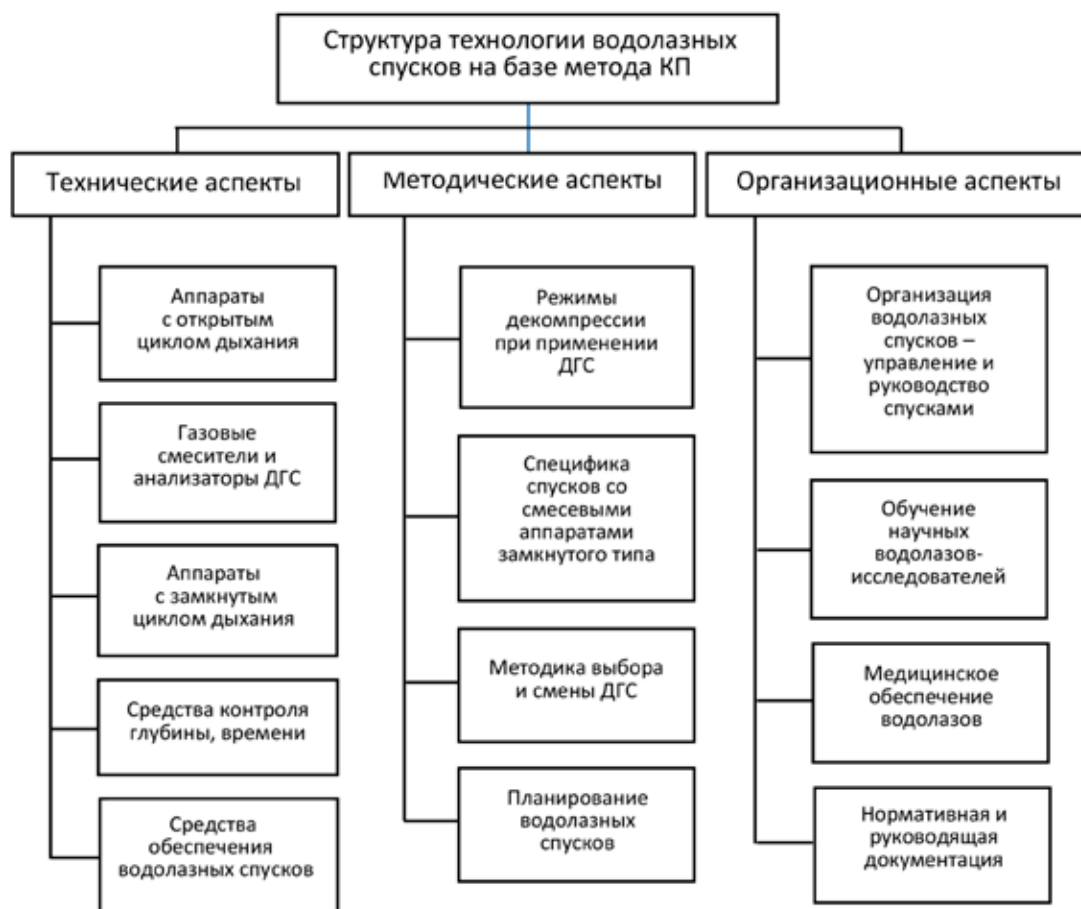 Структура технологии водолазных
спусков на базе метода КП
Технические аспекты
Аппараты
с открытым
циклом дыхания
Газовые
смесители и
анализаторы ДГС
Аппараты
с замкнутым
циклом дыхания
Средства контроля
глубины, времени
Средства
обеспечения
водолазных спусков
Методические аспекты
Режимы
декомпрессии
при применении
ДГС
Специфика
спусков со
смесевыми
аппаратами
замкнутого типа
Методика выбора
и смены ДГС
Планирование
водолазных
спусков
Организационные аспекты
Организация
водолазных
спусков –
управление и
руководство
спусками
Обучение
научных
водолазов-
исследователей
Медицинское
обеспечение
водолазов
Нормативная и
руководящая
документация